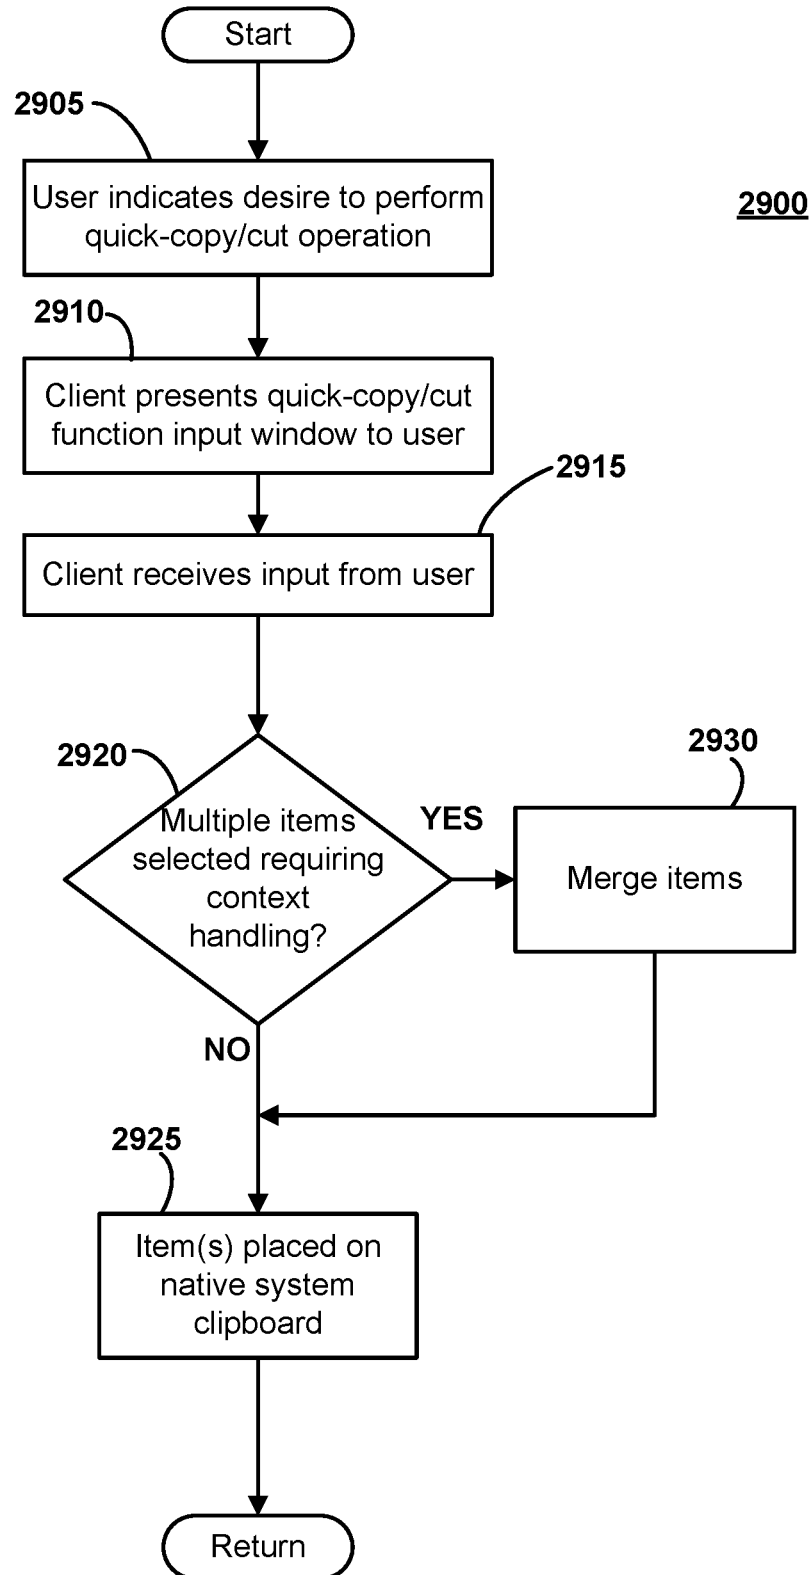 Start
2905
User indicates desire to perform
quick-copy/cut operation
2900
2910
Client presents quick-copy/cut
function input window to user
2915
Client receives input from user
2920
2930
Multiple items
selected requiring
context
handling?
YES
Merge items
NO
2925
Item(s) placed on
native system
clipboard
Return